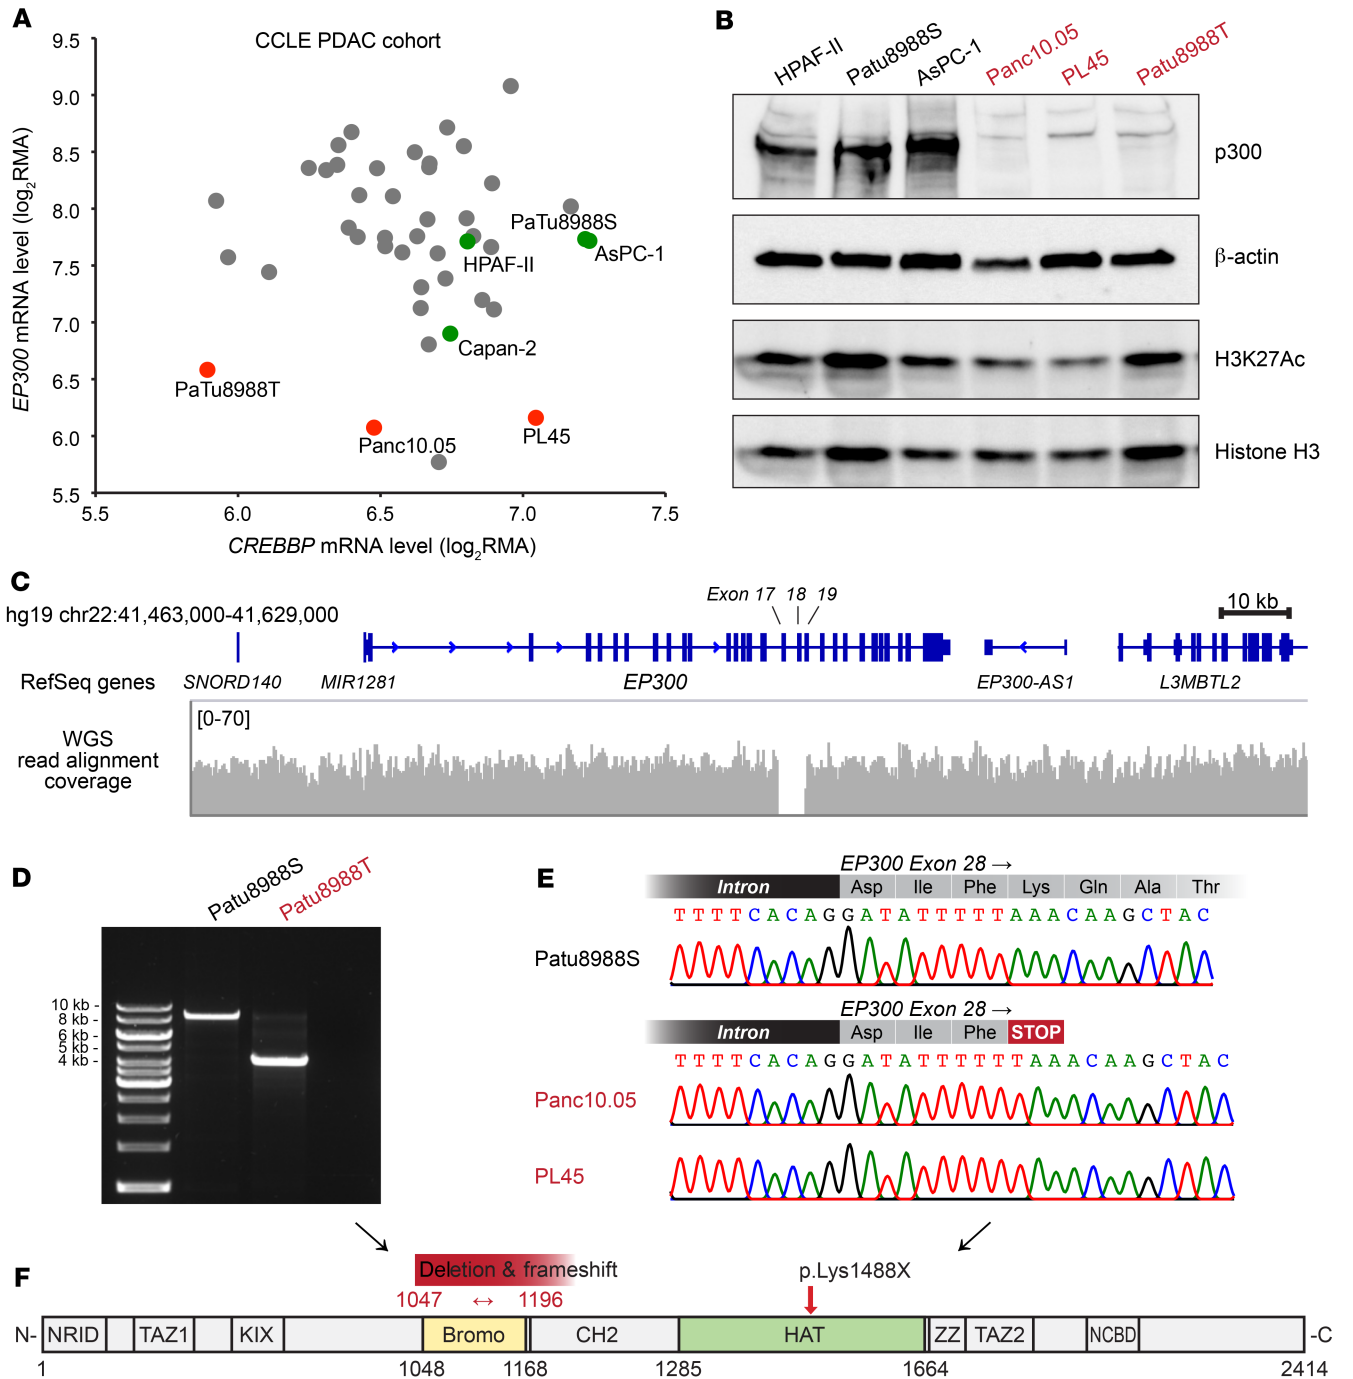 A
CCLE PDAC cohort
9.5
9.0
8.5
8.0
7.5
7.0
6.5
6.0
5.5
EP300 mRNA level (log2RMA)
PaTu8988S
AsPC-1
HPAF-II
Capan-2
PaTu8988T
Panc10.05
PL45
5.5 6.0 6.5 7.0 7.5
CREBBP mRNA level (log2RMA)
B
HPAF-II Patu8988S AsPC-1 Panc10.05 PL45 Patu8988T
p300
β-actin
H3K27Ac
Histone H3
C
hg19 chr22:41,463,000-41,629,000
Exon 17 18 19
10 kb
RefSeq genes SNORD140 MIR1281 EP300 EP300-AS1 L3MBTL2
[0-70]
WGS
read alignment
coverage
D
Patu8988S Patu8988T
10 kb -
8 kb -
6 kb -
5 kb -
4 kb -
E
EP300 Exon 28 →
Intron Asp Ile Phe Lys Gln Ala Thr
T T T T C A C A G G A T A T T T T T A A A C A A G C T A C
Patu8988S
EP300 Exon 28 →
Intron Asp Ile Phe STOP
T T T T C A C A G G A T A T T T T T T A A A C A A G C T A C
Panc10.05
PL45
F
Deletion & frameshift
1047 ↔ 1196
p.Lys1488X
N- NRID TAZ1 KIX Bromo CH2 HAT ZZ TAZ2 NCBD -C
1 1048 1168 1285 1664 2414